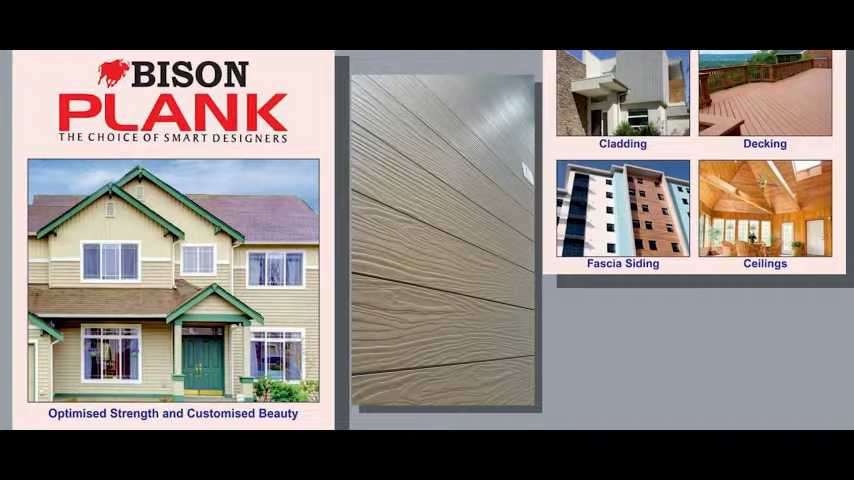 BISON
PLANK
THE CHOICE OF SMART DESIGNERS
Optimised Strength and Customised Beauty
Cladding
Decking
Fascia Siding
Ceilings